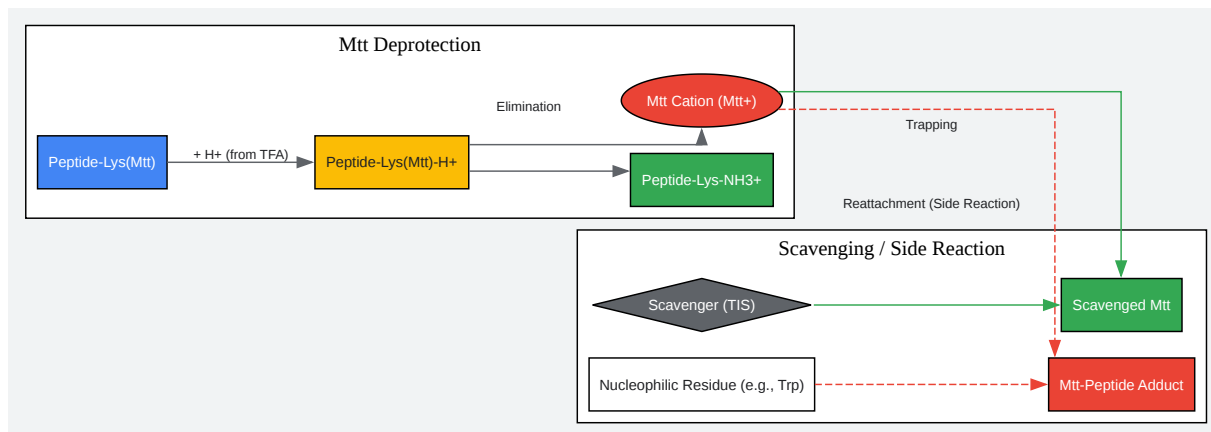 Mtt Deprotection
Elimination
Mtt Cation (Mtt+)
Trapping
Peptide-Lys(Mtt)
+ H+ (from TFA)
Peptide-Lys(Mtt)-H+
Peptide-Lys-NH3+
Reattachment (Side Reaction)
Scavenging / Side Reaction
Scavenger (TIS)
Scavenged Mtt
Nucleophilic Residue (e.g., Trp)
Mtt-Peptide Adduct